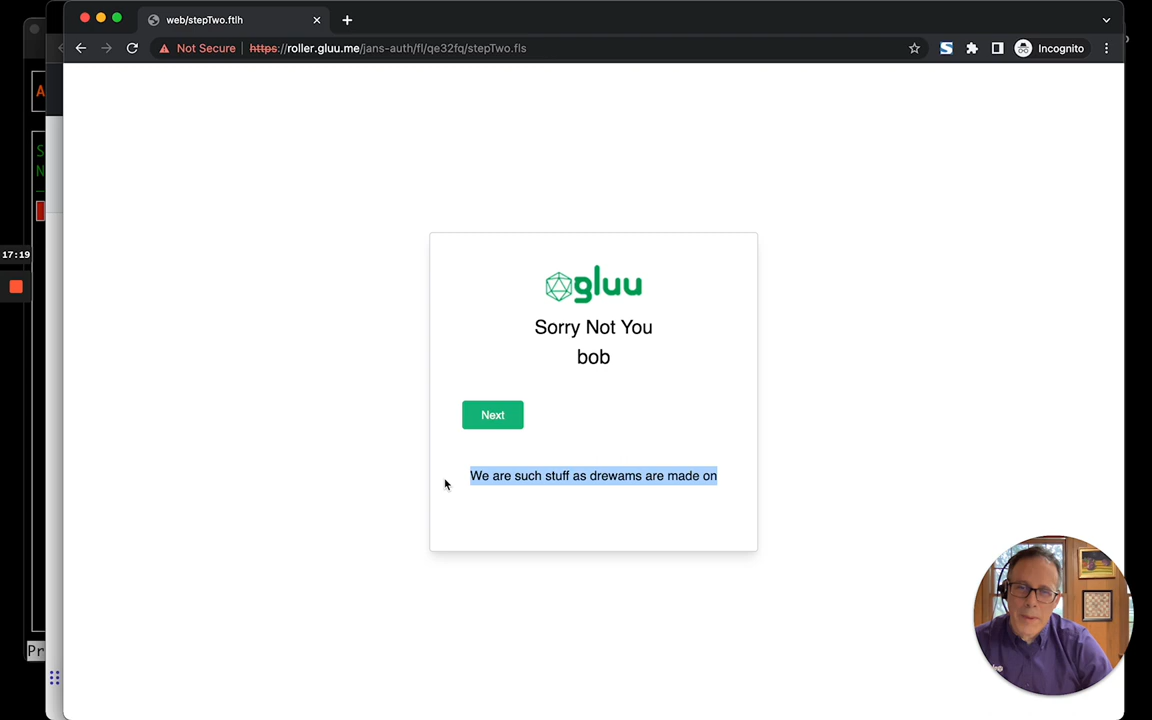 web/stepTwo.ftlh
Not Secure https://roller.gluu.me/jans-auth/fl/qe32fq/stepTwo.fls
Incognito
A
S
N
17:19
gluu
Sorry Not You
bob
Next
We are such stuff as drewams are made on
Pr